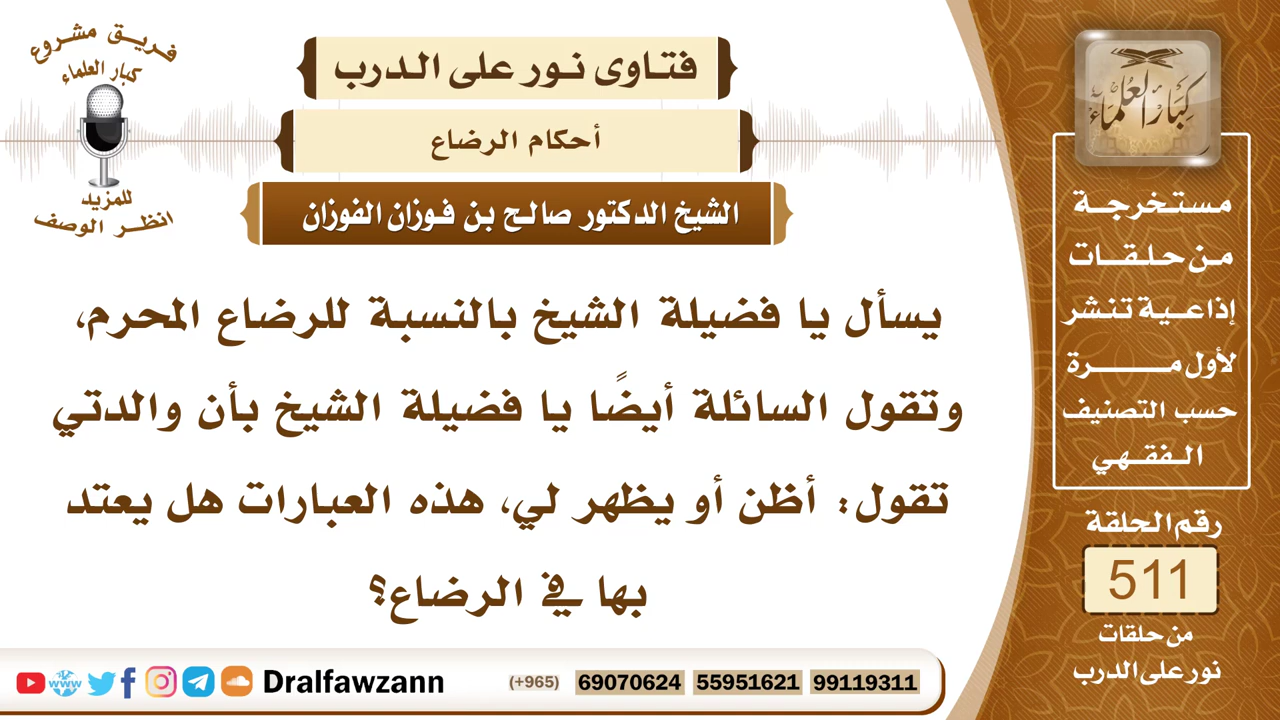 فريق مشروع
كبار العلماء
للمزيد
انظر الوصف
فتاوى نور على الدرب
أحكام الرضاع
الشيخ الدكتور صالح بن فوزان الفوزان
يسأل يا فضيلة الشيخ بالنسبة للرضاع المحرم،
وتقول السائلة أيضًا يا فضيلة الشيخ بأن والدتي
تقول: أظن أو يظهر لي، هذه العبارات هل يعتد
بها في الرضاع؟
كبار العلماء
مستخرجة
من حلقات
إذاعية تنشر
لأول مرة
حسب التصنيف
الفقهي
رقم الحلقة
511
من حلقات
نور على الدرب
www
Dralfawzann
(+965) 69070624 55951621 99119311